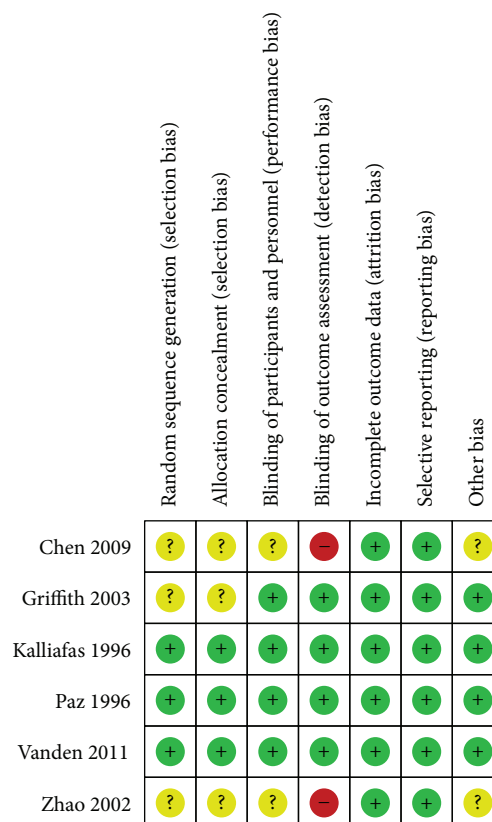 Random sequence generation (selection bias)
Allocation concealment (selection bias)
Blinding of participants and personnel (performance bias)
Blinding of outcome assessment (detection bias)
Incomplete outcome data (attrition bias)
Selective reporting (reporting bias)
Other bias
Chen 2009 ? ? ? − + + ?
Griffith 2003 ? ? + + + + +
Kalliafas 1996 + + + + + + +
Paz 1996 + + + + + + +
Vanden 2011 + + + + + + +
Zhao 2002 ? ? ? − + + ?